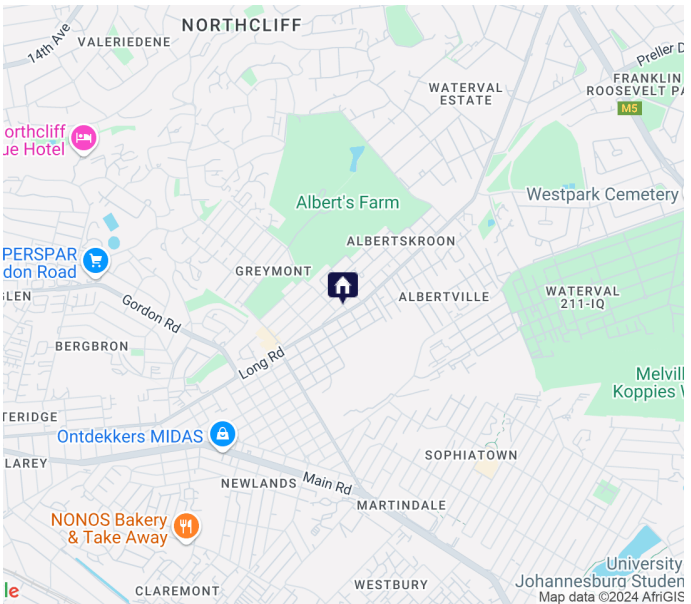 NORTHCLIFF
14th Ave
VALERIEDENE
Preller D
FRANKLIN
ROOSEVELT PA
M5
WATERVAL
ESTATE
orthcliff
ue Hotel
Albert's Farm
Westpark Cemetery
ALBERTSKROON
PERSPAR
don Road
GREYMONT
GLEN
ALBERTVILLE
WATERVAL
211-IQ
Gordon Rd
BERGBRON
Long Rd
Melvill
Koppies W
TERIDGE
Ontdekkers MIDAS
LAREY
SOPHIATOWN
NEWLANDS
Main Rd
MARTINDALE
NONOS Bakery
& Take Away
University
Johannesburg Studen
CLAREMONT
WESTBURY
le
Map data ©2024 AfriGIS